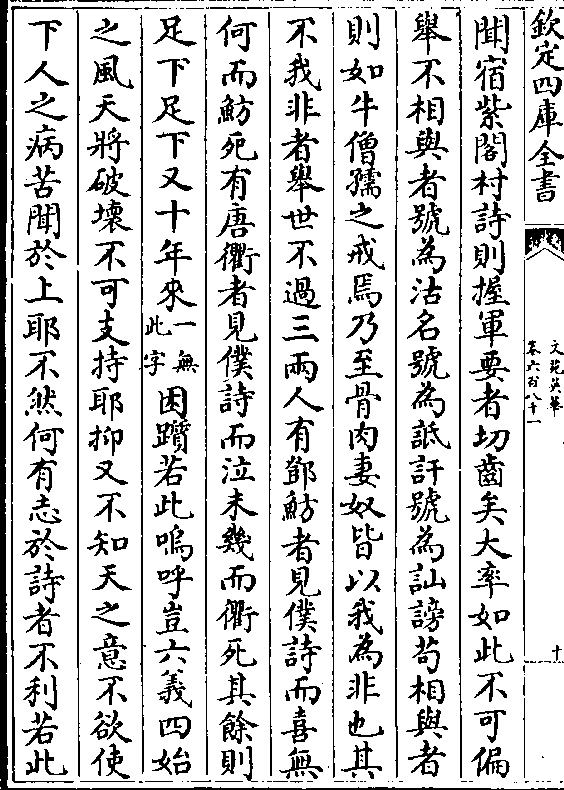 欽定四庫全書
文苑英華
卷六百八十一
十
聞宿紫閣村詩則握軍要者切齒矣大率如此不可偏
舉不相與者號為沽名號為詆訐號為訕謗苟相與者
則如牛僧孺之戒焉乃至骨肉妻奴皆以我為非也其
不我非者舉世不過三兩人有鄧魴者見僕詩而喜無
何而魴死有唐衢者見僕詩而泣未幾而衢死其餘則
足下足下又十年來一無此字困躓若此嗚呼豈六義四始
之風天將破壞不可支持耶抑又不知天之意不欲使
下人之病苦聞於上耶不然何有志於詩者不利若此